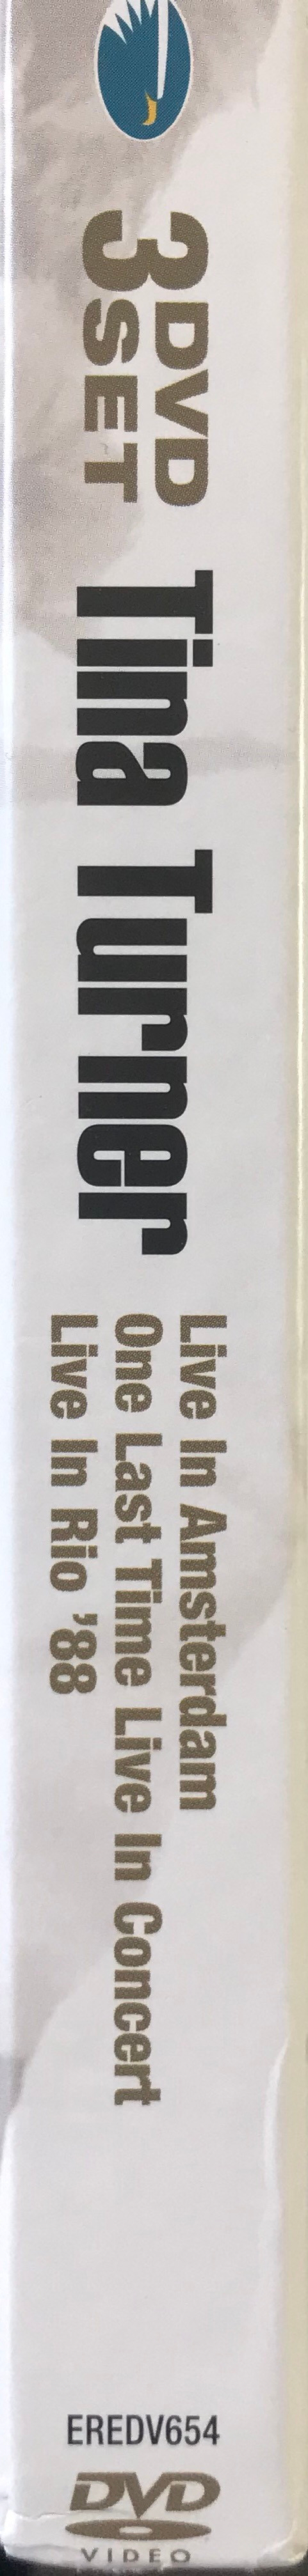 3 DVD
SET
Tina Turner
Live In Amsterdam
One Last Time Live In Concert
Live In Rio '88
EREDV654
DVD
VIDEO